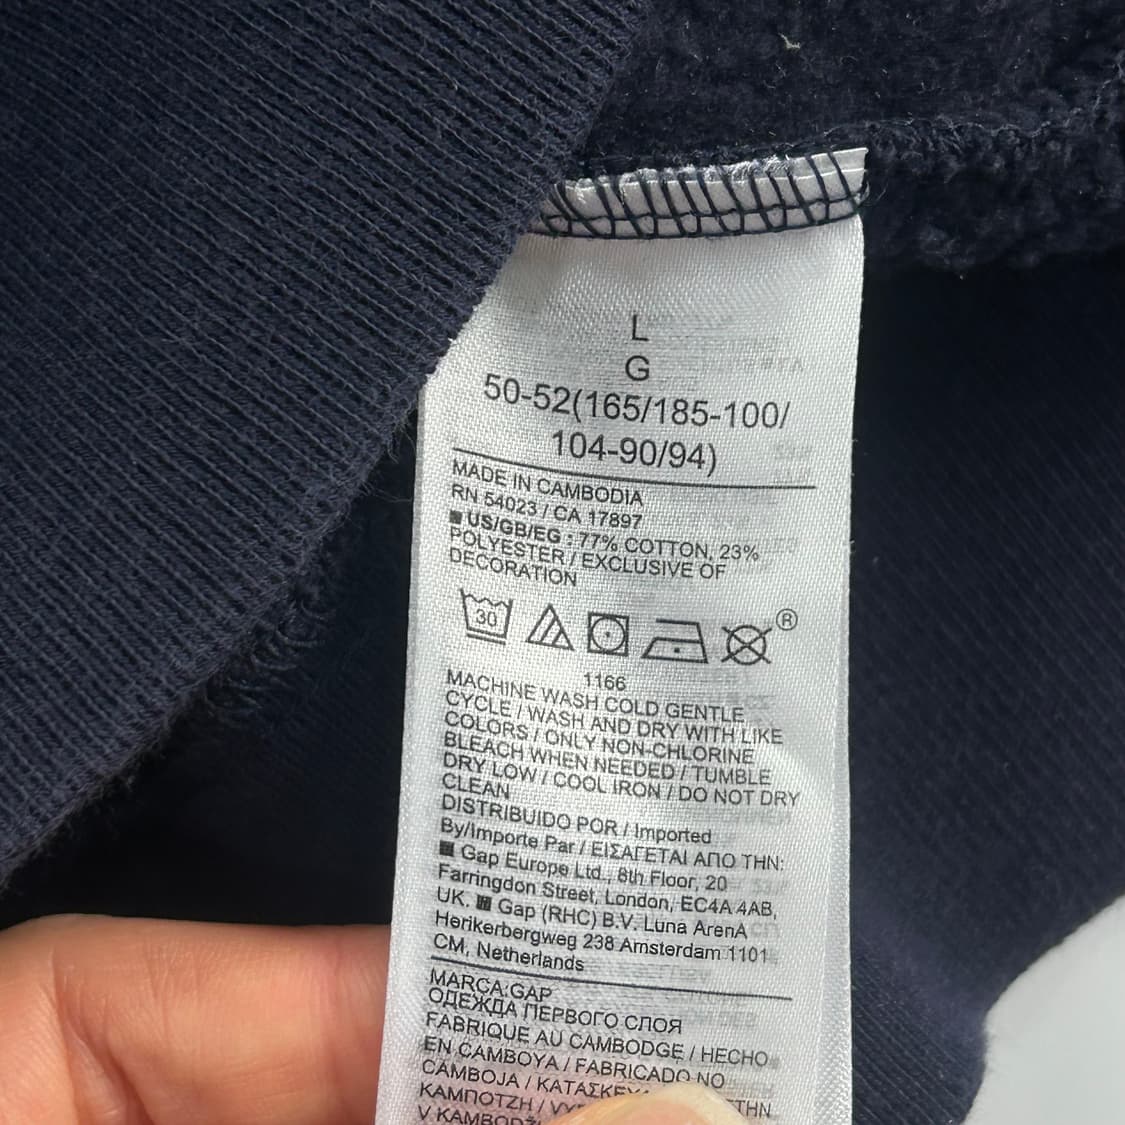 L
G
50-52(165/185-100/
104-90/94)
MADE IN CAMBODIA
RN 54023 / CA 17897
■ US/GB/EG : 77% COTTON, 23%
POLYESTER / EXCLUSIVE OF
DECORATION
30
®
1166
MACHINE WASH COLD GENTLE
CYCLE / WASH AND DRY WITH LIKE
COLORS / ONLY NON-CHLORINE
BLEACH WHEN NEEDED / TUMBLE
DRY LOW / COOL IRON / DO NOT DRY
CLEAN
DISTRIBUIDO POR / Imported
By/Importe Par / ΕΙΣΑΓΕΤΑΙ ΑΠΟ ΤΗΝ:
■ Gap Europe Ltd., 8th Floor, 20
Farringdon Street, London, EC4A 4AB,
UK. ■ Gap (RHC) B.V. Luna ArenA
Herikerbergweg 238 Amsterdam 1101
CM, Netherlands
MARCA:GAP
ОДЕЖДА ПЕРВОГО СЛОЯ
FABRIQUE AU CAMBODGE / HECHO
EN CAMBOYA / FABRICADO NO
CAMBOJA /
ΚΑΜΠΟΤΖΗ /
V